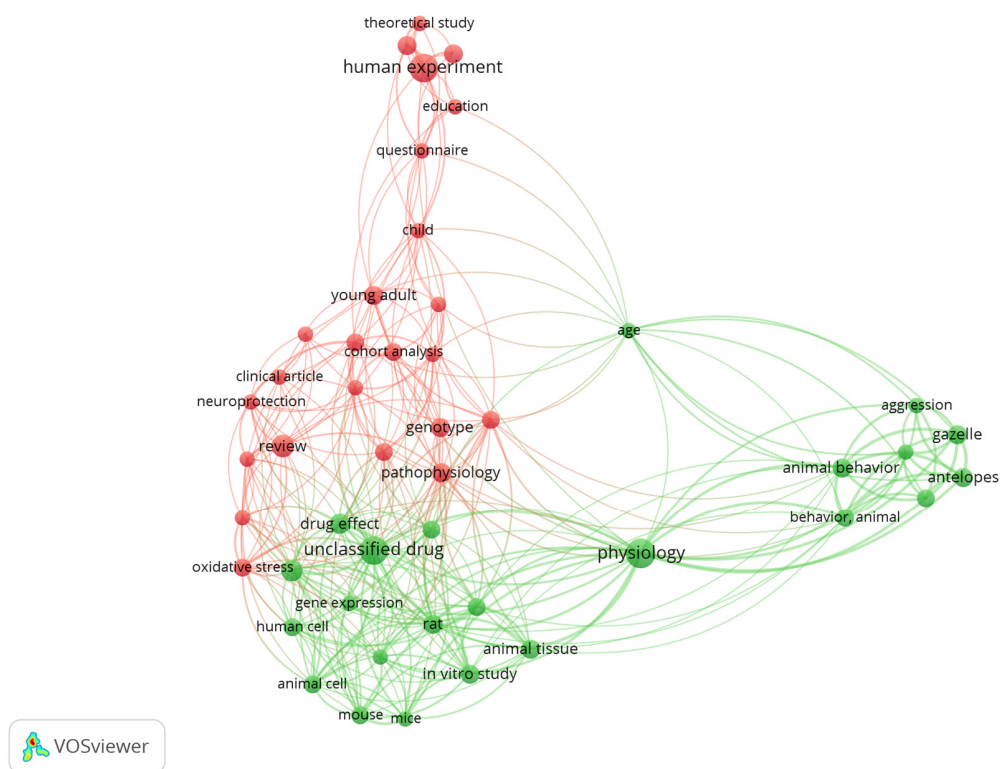 theoretical study
human experiment
education
questionnaire
child
young adult
age
cohort analysis
clinical article
neuroprotection
aggression
genotype
gazelle
review
animal behavior
pathophysiology
antelopes
behavior, animal
drug effect
unclassified drug
physiology
oxidative stress
gene expression
human cell
rat
animal tissue
in vitro study
animal cell
mouse
mice
VOSviewer